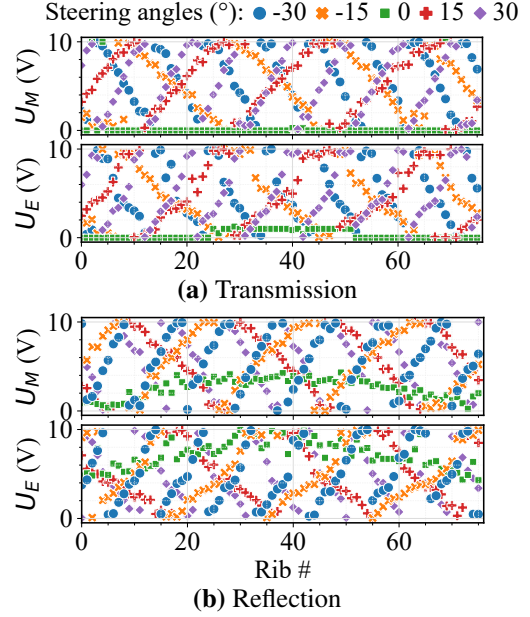 Steering angles (°): -30 -15 0 15 30
10
U_M (V)
0
10
U_E (V)
0
0 20 40 60
(a) Transmission
10
U_M (V)
0
10
U_E (V)
0
0 20 40 60
Rib #
(b) Reflection